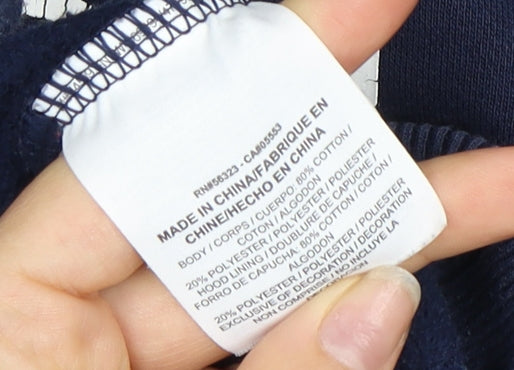 RN#56323 - CA#05553
MADE IN CHINA/FABRIQUE EN
CHINE/HECHO EN CHINA
BODY / CORPS / CUERPO: 80% COTTON /
COTON / ALGODON
20% POLYESTER / POLYESTER / POLIESTER
HOOD LINING / DOUBLURE DE CAPUCHE /
FORRO DE CAPUCHA: 80% COTTON / COTON /
ALGODON
20% POLYESTER / POLYESTER / POLIESTER
EXCLUSIVE OF DECORATION / DÉCORATION
NON COMPRISE / NO INCLUYE LA
DECORACION